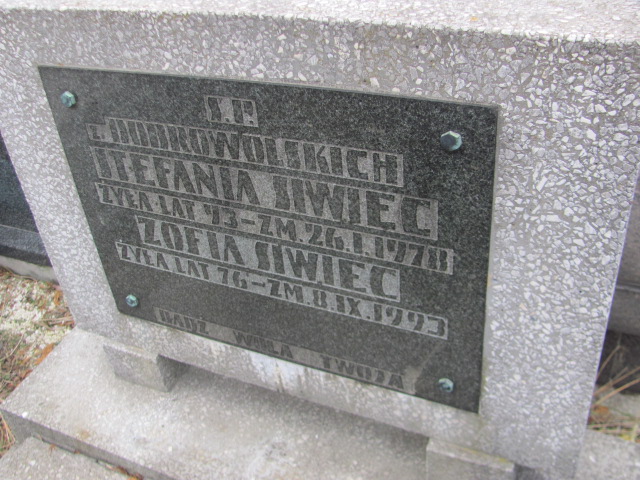 Ś.P.
z DOBROWOLSKICH
STEFANIA SIWIEC
ŻYŁA LAT 73-ZM.26.I.1978
ZOFIA SIWIEC
ŻYŁA LAT 76-ZM.8.IX.1993
BĄDŹ WOLA TWOJA